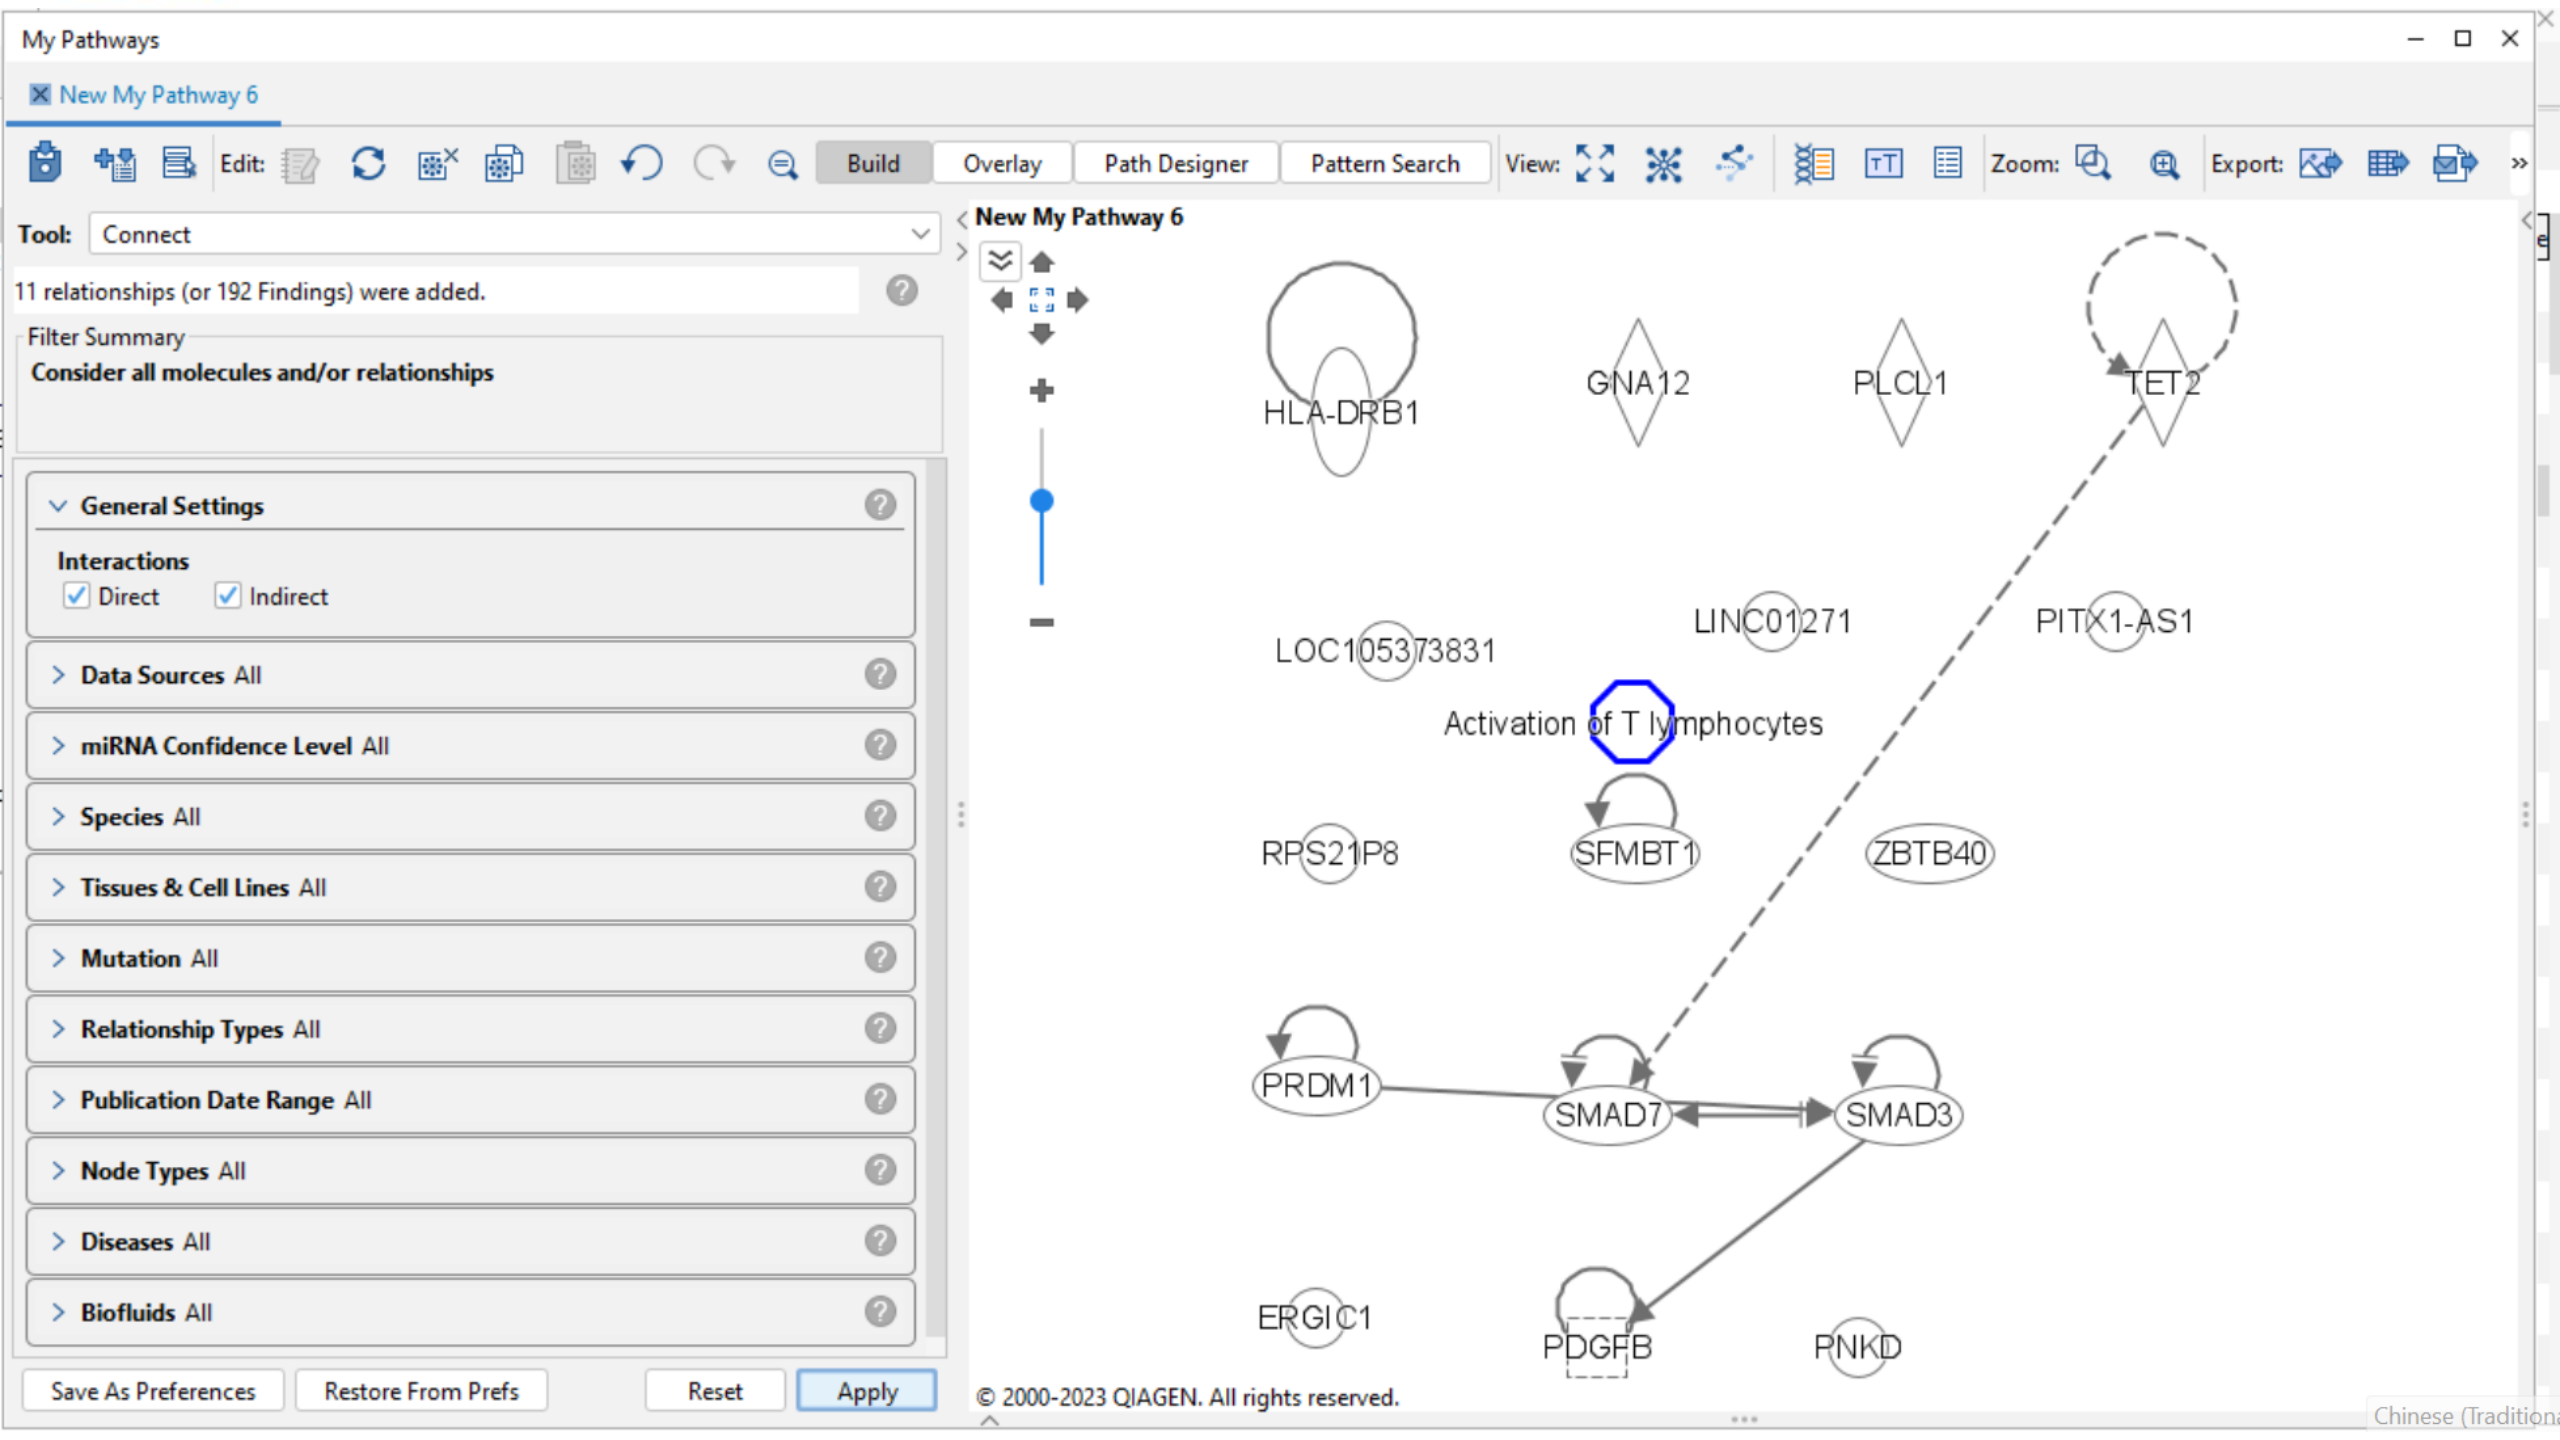 My Pathways
New My Pathway 6
Edit:
Build
Overlay
Path Designer
Pattern Search
View:
Zoom:
Export:
»
Tool: Connect
11 relationships (or 192 Findings) were added.
Filter Summary
Consider all molecules and/or relationships
General Settings
Interactions
Direct Indirect
Data Sources All
miRNA Confidence Level All
Species All
Tissues & Cell Lines All
Mutation All
Relationship Types All
Publication Date Range All
Node Types All
Diseases All
Biofluids All
Save As Preferences
Restore From Prefs
Reset
Apply
New My Pathway 6
HLA-DRB1
GNA12
PLCL1
TET2
LOC105373831
LINC01271
PITX1-AS1
Activation of T lymphocytes
RPS21P8
SFMBT1
ZBTB40
PRDM1
SMAD7
SMAD3
ERGIC1
PDGFB
PNKD
© 2000-2023 QIAGEN. All rights reserved.
Chinese (Traditiona